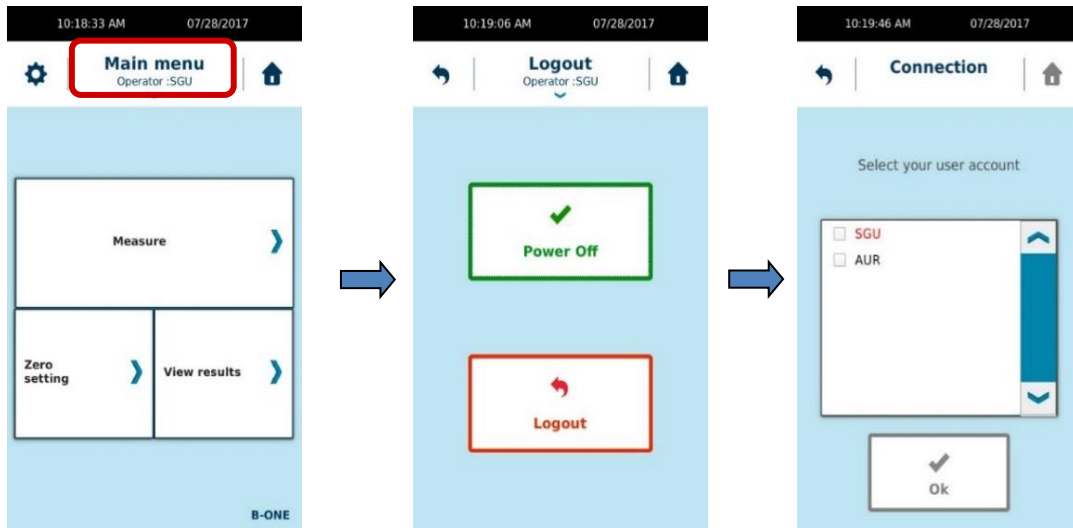 10:18:33 AM 07/28/2017
Main menu
Operator :SGU
Measure
Zero
setting
View results
B-ONE
10:19:06 AM 07/28/2017
Logout
Operator :SGU
Power Off
Logout
10:19:46 AM 07/28/2017
Connection
Select your user account
SGU
AUR
Ok